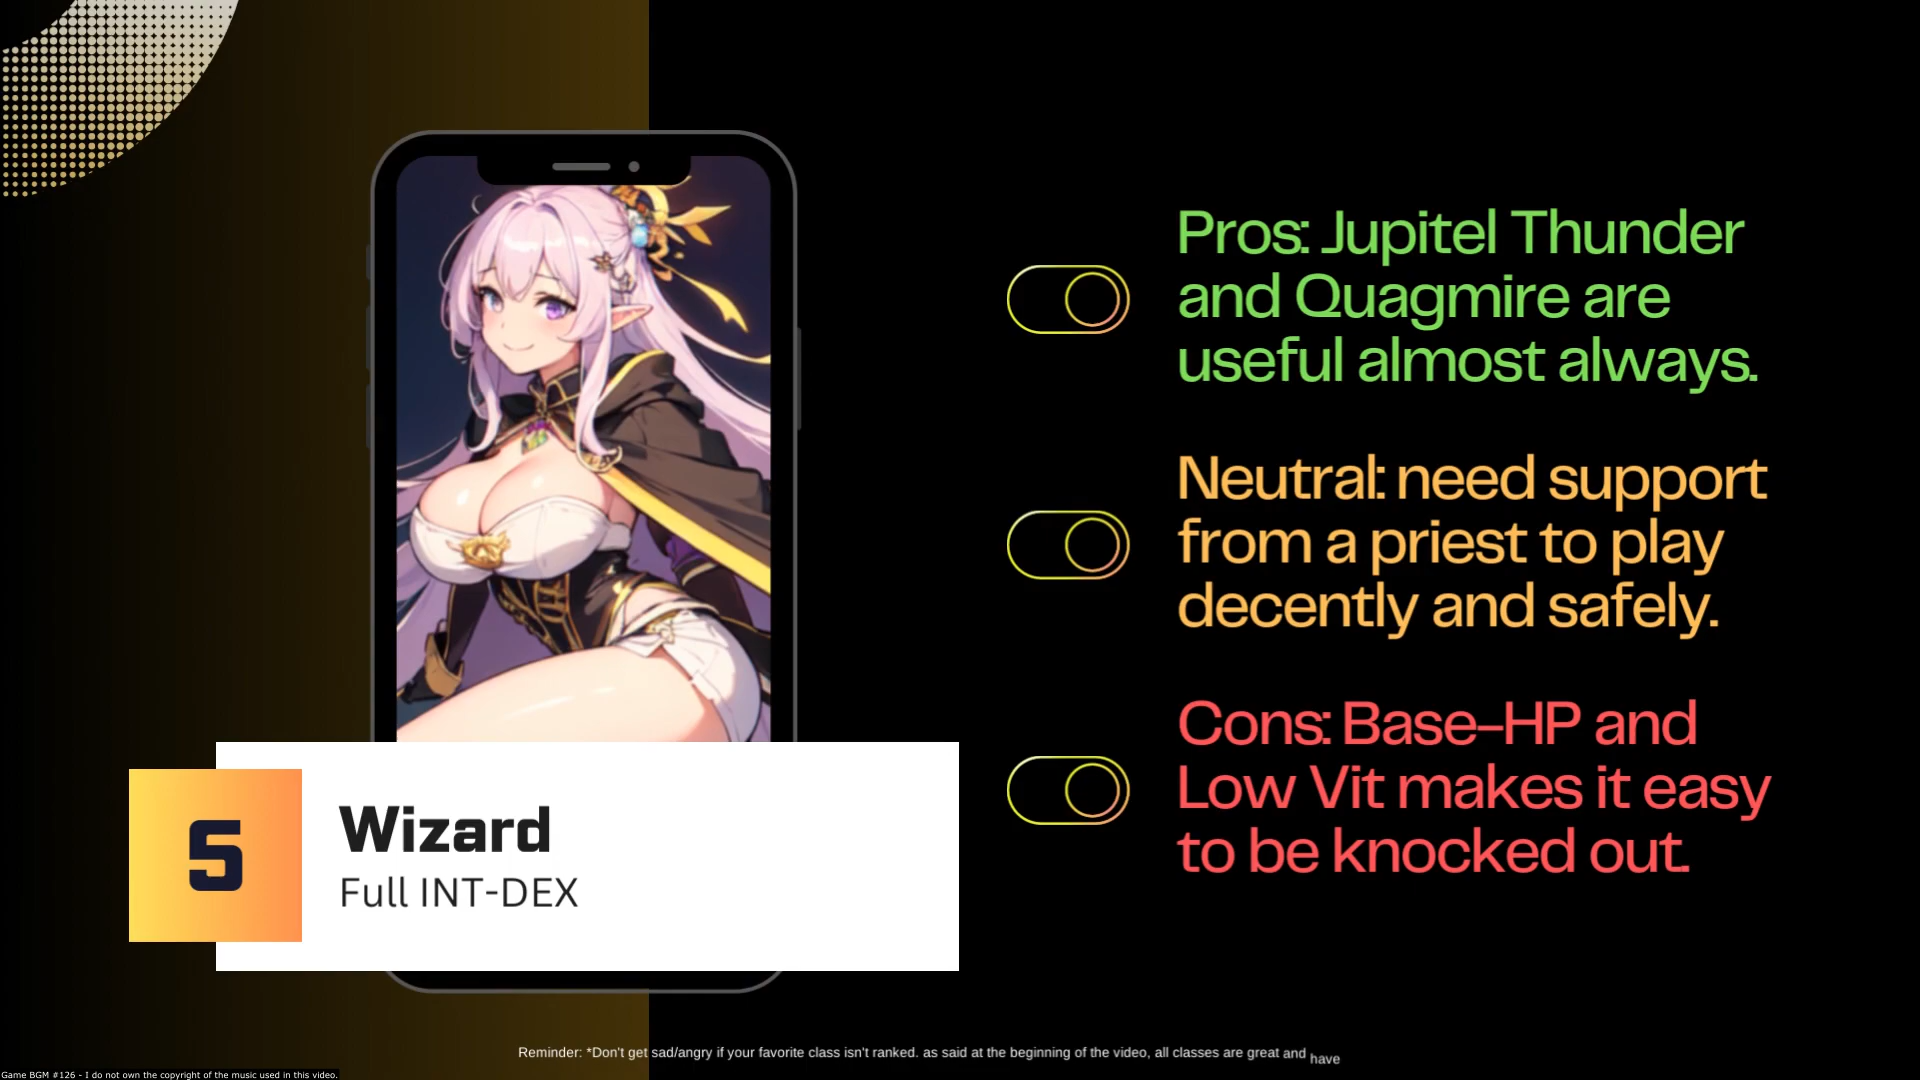 Pros: Jupitel Thunder
and Quagmire are
useful almost always.
Neutral: need support
from a priest to play
decently and safely.
Cons: Base-HP and
Low Vit makes it easy
to be knocked out.
5
Wizard
Full INT-DEX
Reminder: *Don't get sad/angry if your favorite class isn't ranked. as said at the beginning of the video, all classes are great and have
Game BGM #126 - I do not own the copyright of the music used in this video.